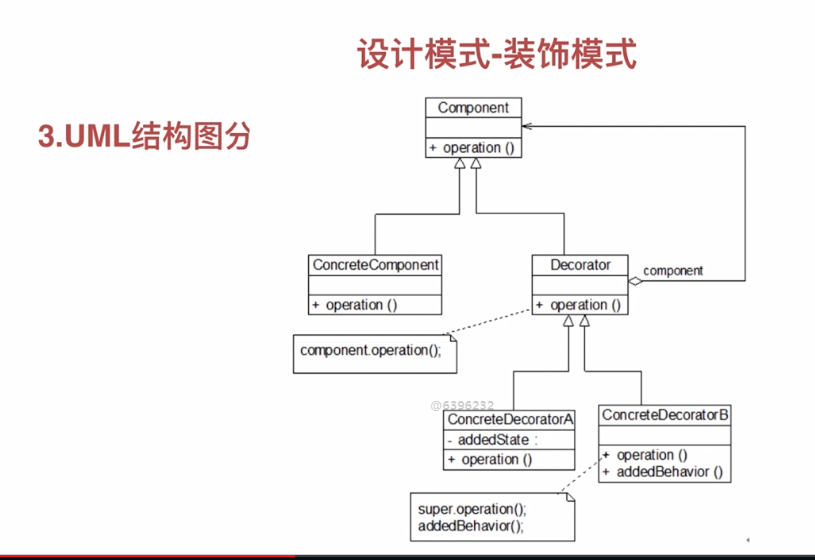 设计模式-装饰模式
3.UML结构图分
Component
+ operation ()
ConcreteComponent
+ operation ()
Decorator
+ operation ()
component
component.operation();
@6396232
ConcreteDecoratorA
- addedState :
+ operation ()
ConcreteDecoratorB
+ operation ()
+ addedBehavior ()
super.operation();
addedBehavior();